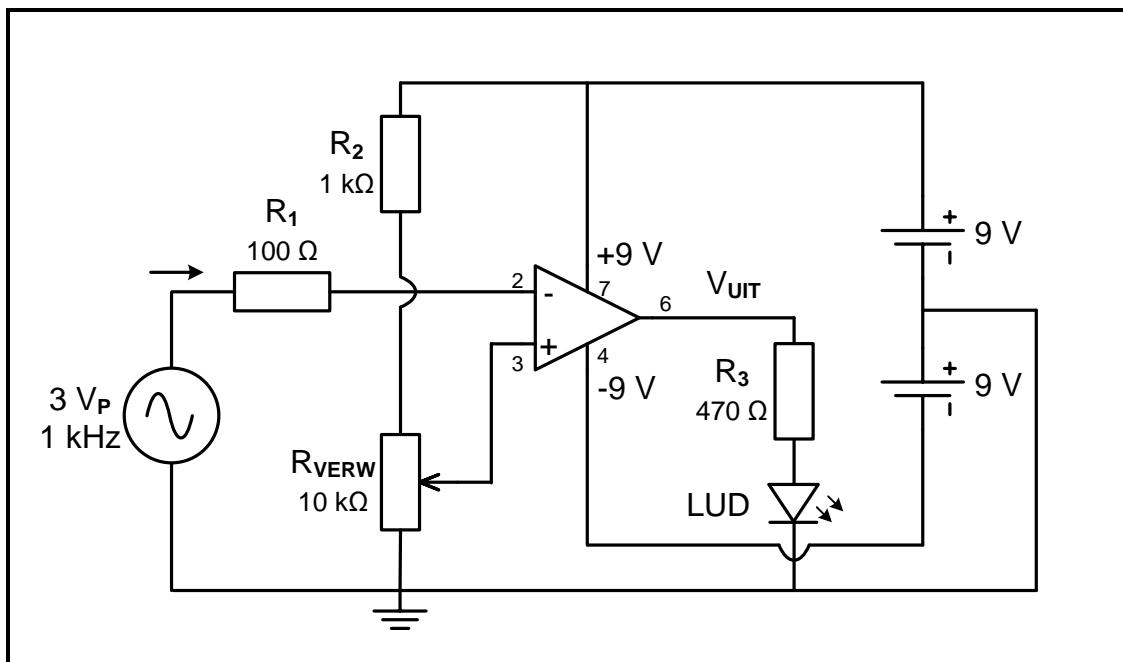 R2
1 kΩ
R1
100 Ω
+9 V
7
2
-
+
3
4
-9 V
6
VUIT
R3
470 Ω
LUD
3 VP
1 kHz
RVERW
10 kΩ
+
9 V
-
+
9 V
-